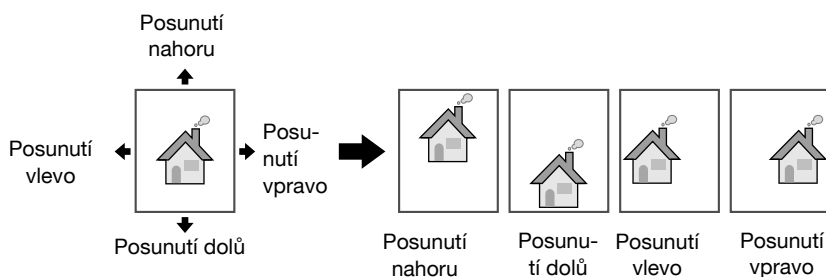 Posunutí
nahoru
Posunutí
vlevo
Posu-
nutí
vpravo
Posunutí dolů
Posunutí
nahoru
Posunu-
tí dolů
Posunutí
vlevo
Posunutí
vpravo